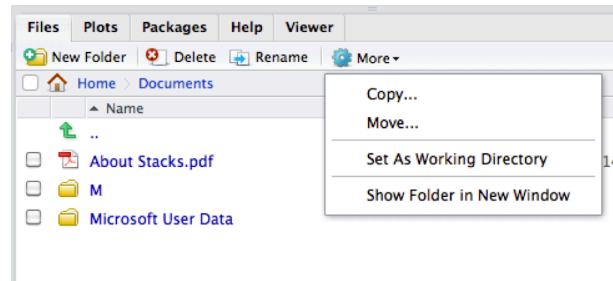 Files Plots Packages Help Viewer
New Folder Delete Rename More
Home Documents
Name
Copy...
Move...
Set As Working Directory
Show Folder in New Window
..
About Stacks.pdf
M
Microsoft User Data